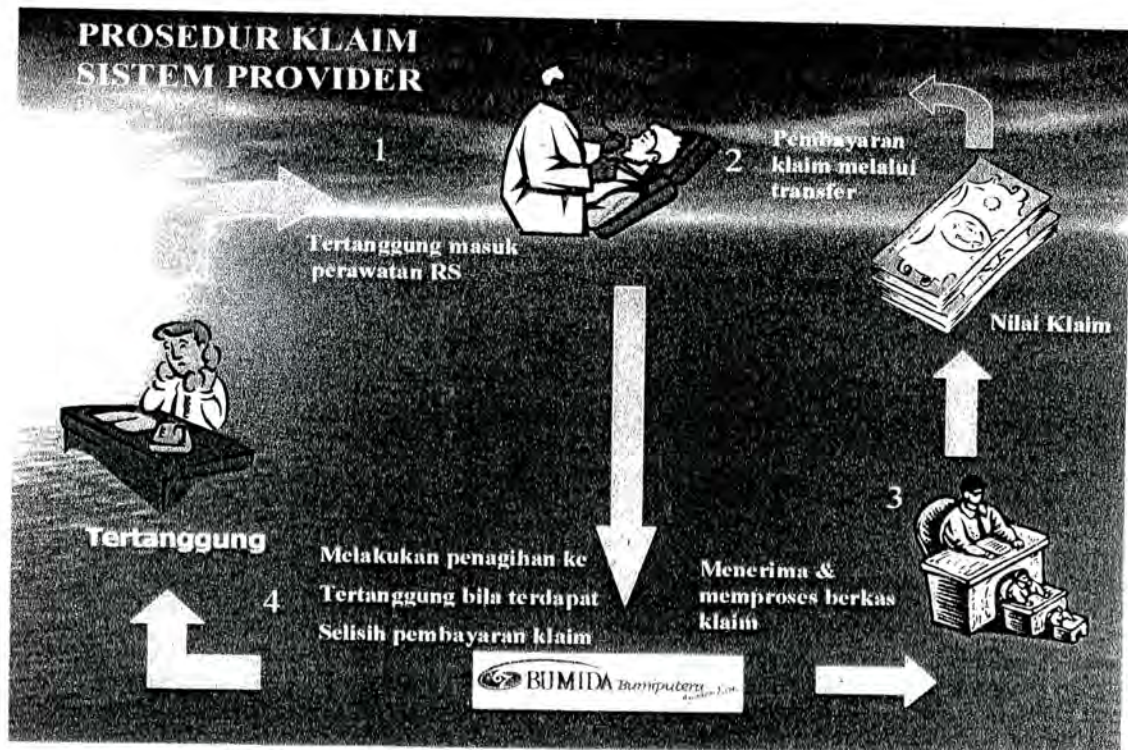 PROSEDUR KLAIM
SISTEM PROVIDER
1
Tertanggung masuk
perawatan RS
2
Pembayaran
klaim melalui
transfer
Nilai Klaim
3
Menerima &
memproses berkas
klaim
Tertanggung
4
Melakukan penagihan ke
Tertanggung bila terdapat
Selisih pembayaran klaim
BUMIDA Bumiputera